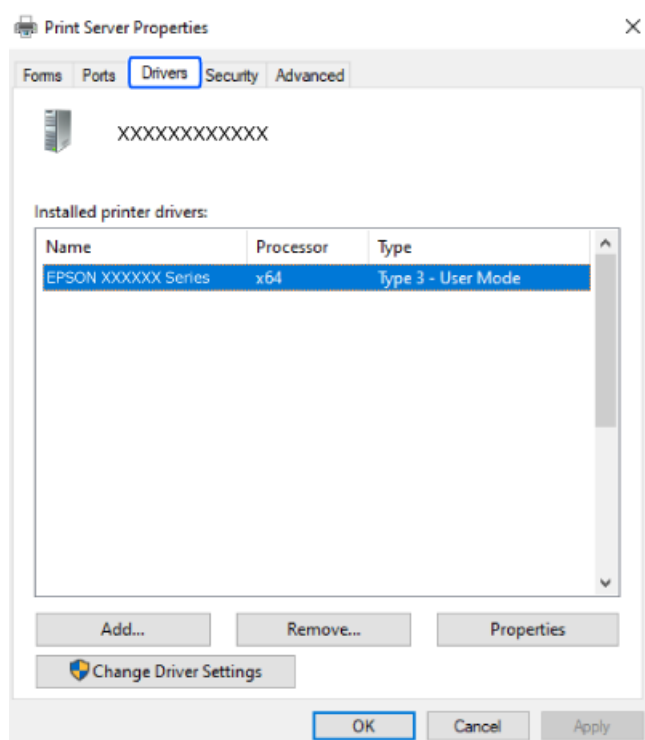 Print Server Properties
Forms Ports Drivers Security Advanced
XXXXXXXXXXXX
Installed printer drivers:
Name Processor Type
EPSON XXXXXX Series x64 Type 3 - User Mode
Add... Remove... Properties
Change Driver Settings
OK Cancel Apply